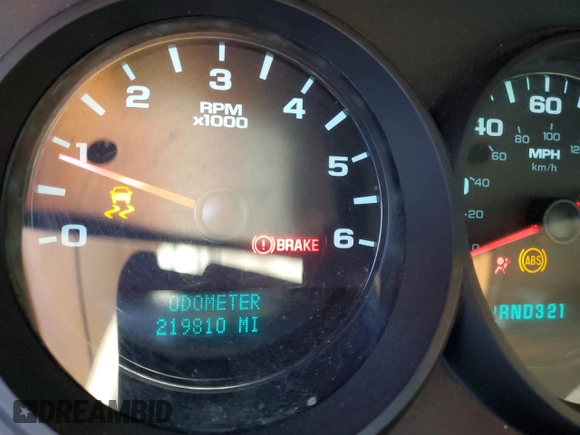 0 1 2 3 4 5 6
RPM
x1000
BRAKE
ODOMETER
219810 MI
40 60
60 80 100
40
20
MPH
km/h
ABS
RND321
DREAMBID